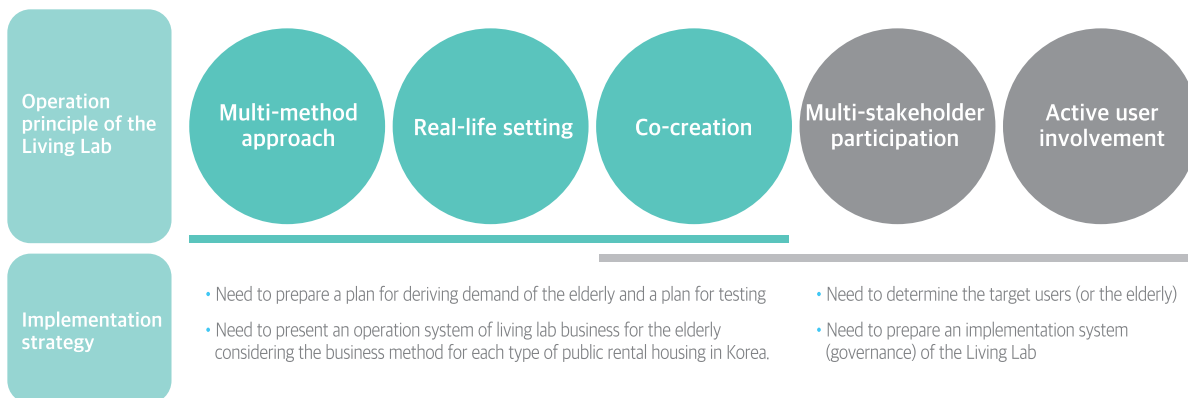 Operation
principle of the
Living Lab
Multi-method
approach
Real-life setting
Co-creation
Multi-stakeholder
participation
Active user
involvement
Implementation
strategy
• Need to prepare a plan for deriving demand of the elderly and a plan for testing
• Need to present an operation system of living lab business for the elderly
considering the business method for each type of public rental housing in Korea.
• Need to determine the target users (or the elderly)
• Need to prepare an implementation system
(governance) of the Living Lab